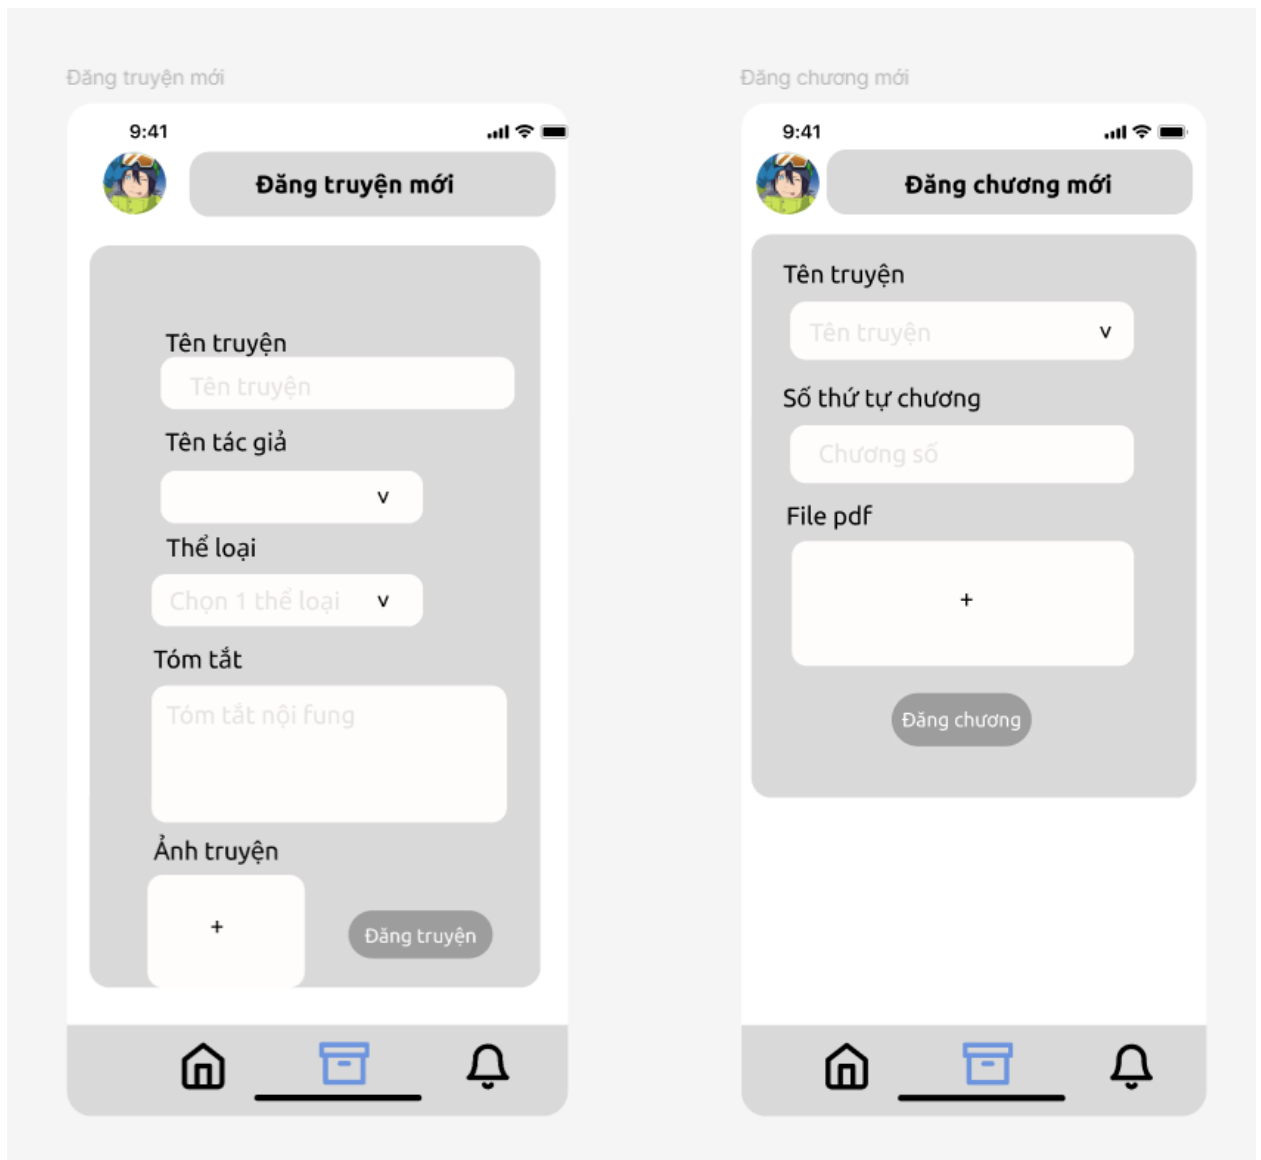 Đăng truyện mới
9:41
Đăng truyện mới
Tên truyện
Tên truyện
Tên tác giả
v
Thể loại
Chọn 1 thể loại v
Tóm tắt
Tóm tắt nội fung
Ảnh truyện
+
Đăng truyện
Đăng chương mới
9:41
Đăng chương mới
Tên truyện
Tên truyện v
Số thứ tự chương
Chương số
File pdf
+
Đăng chương